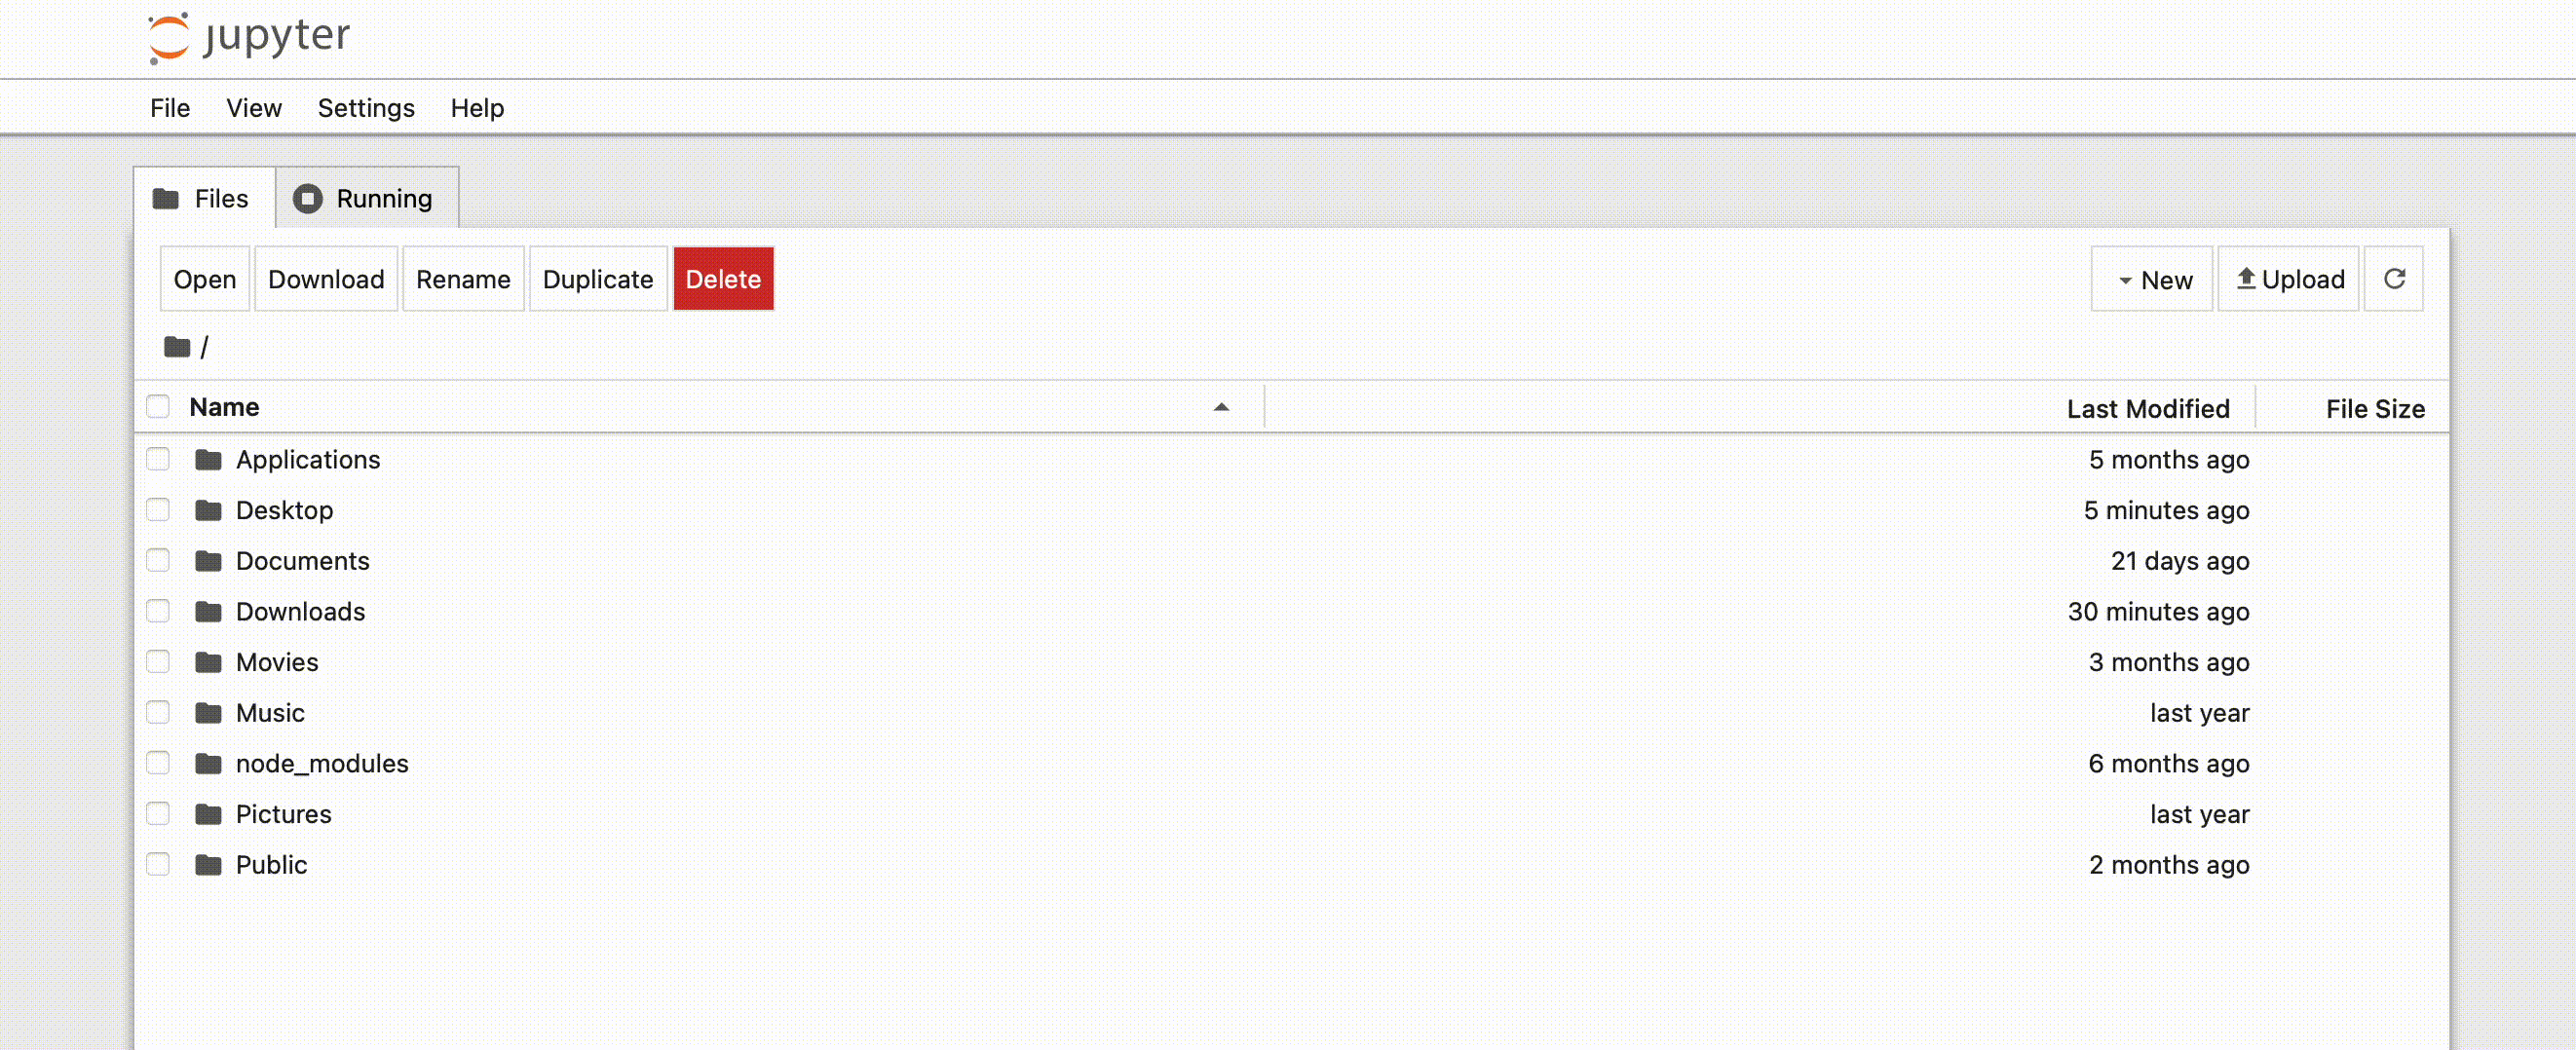 jupyter
File View Settings Help
Files Running
Open Download Rename Duplicate Delete New Upload
/
Name Last Modified File Size
Applications 5 months ago
Desktop 5 minutes ago
Documents 21 days ago
Downloads 30 minutes ago
Movies 3 months ago
Music last year
node_modules 6 months ago
Pictures last year
Public 2 months ago